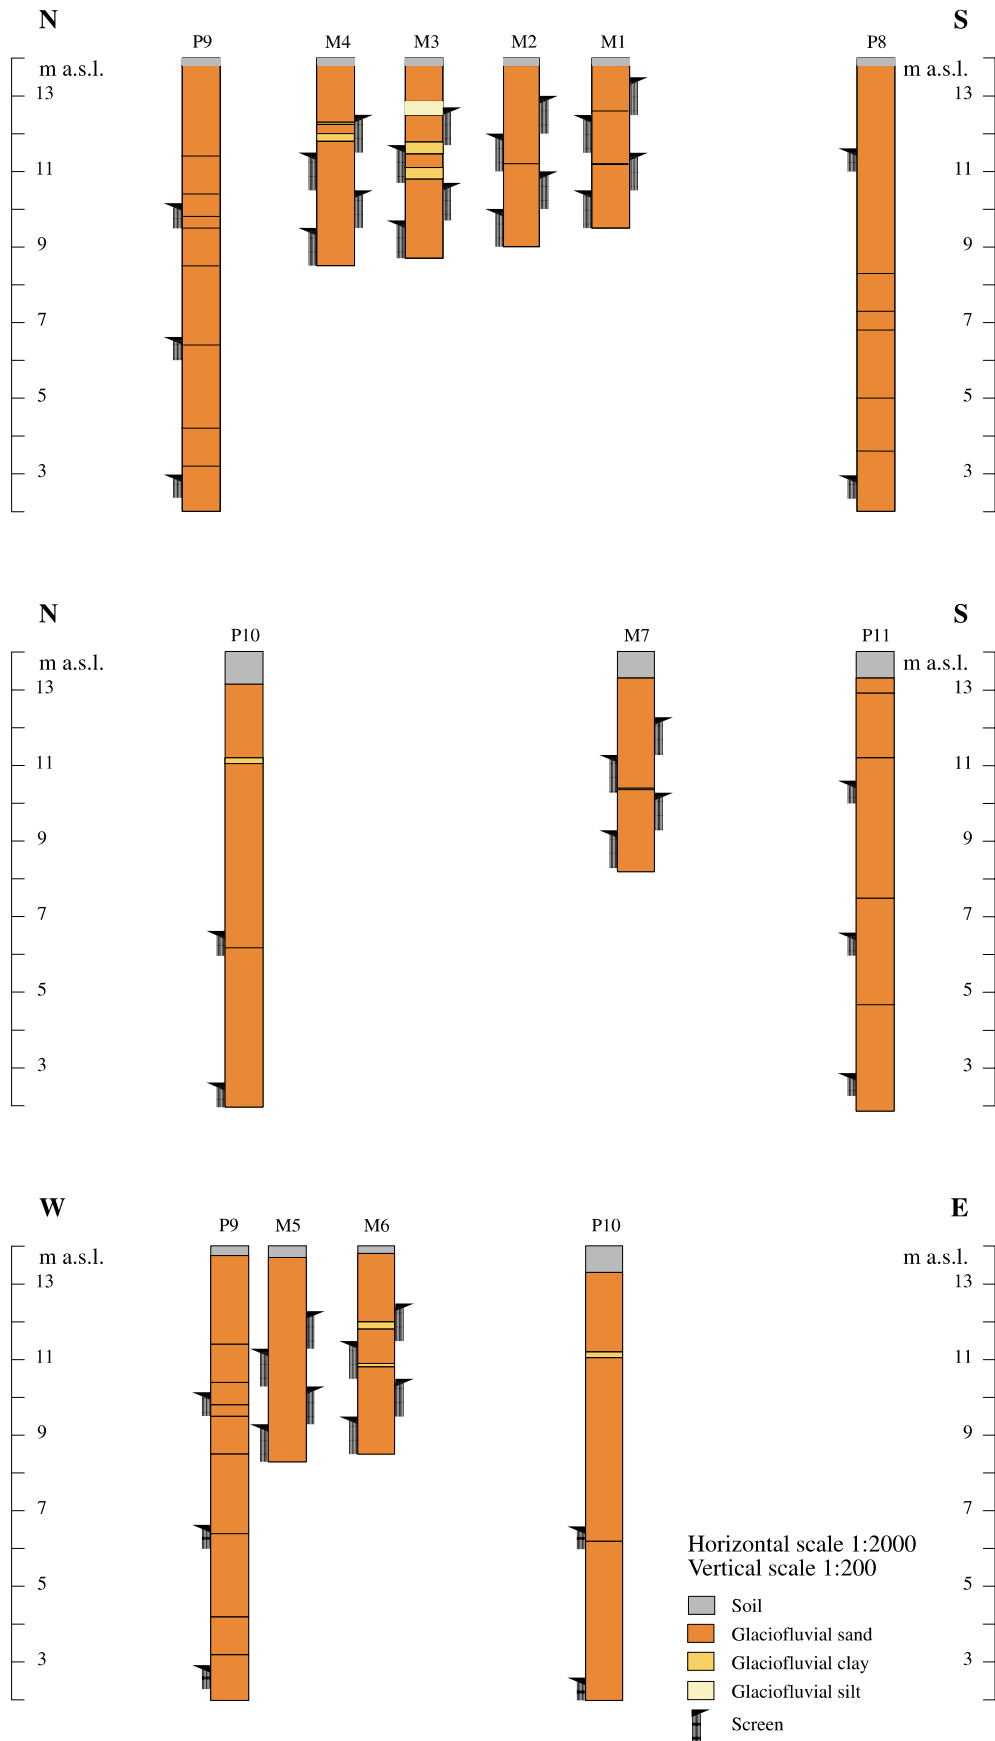 N S
P9 M4 M3 M2 M1 P8
m a.s.l. m a.s.l.
13 13
11 11
9 9
7 7
5 5
3 3
N S
P10 M7 P11
m a.s.l. m a.s.l.
13 13
11 11
9 9
7 7
5 5
3 3
W E
P9 M5 M6 P10
m a.s.l. m a.s.l.
13 13
11 11
9 9
7 7
Horizontal scale 1:2000
Vertical scale 1:200
5 5
Soil
Glaciofluvial sand
3 Glaciofluvial clay 3
Glaciofluvial silt
Screen